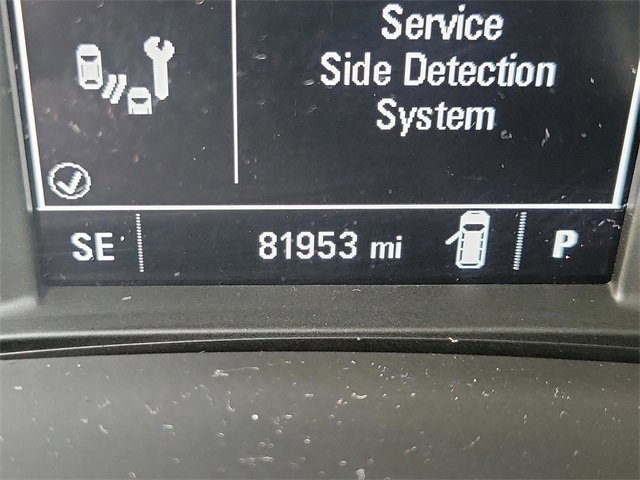 Service
Side Detection
System
SE 81953 mi P